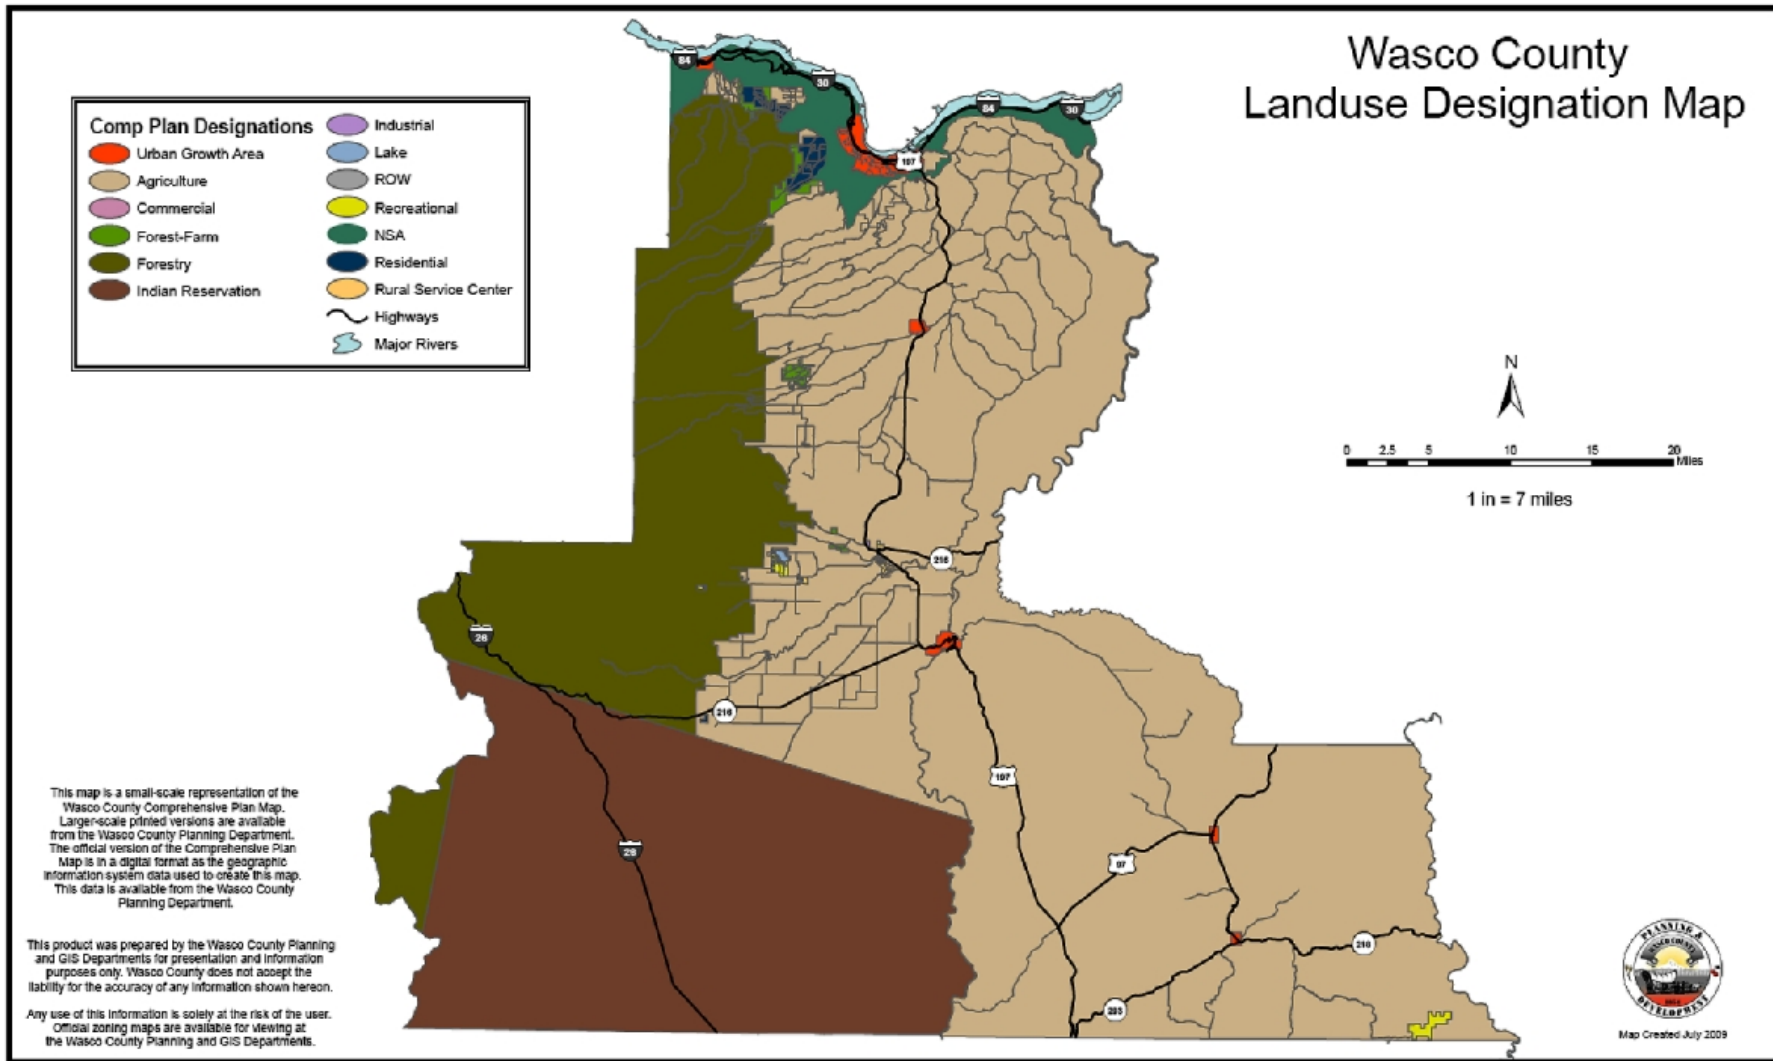 Wasco County
Landuse Designation Map
Comp Plan Designations
Urban Growth Area
Agriculture
Commercial
Forest-Farm
Forestry
Indian Reservation
Industrial
Lake
ROW
Recreational
NSA
Residential
Rural Service Center
Highways
Major Rivers
84
30
84
30
197
216
26
216
197
26
97
218
293
N
0 2.5 5 10 15 20
Miles
1 in = 7 miles
This map is a small-scale representation of the
Wasco County Comprehensive Plan Map.
Larger-scale printed versions are available
from the Wasco County Planning Department.
The official version of the Comprehensive Plan
Map is in a digital format as the geographic
information system data used to create this map.
This data is available from the Wasco County
Planning Department.
This product was prepared by the Wasco County Planning
and GIS Departments for presentation and information
purposes only. Wasco County does not accept the
liability for the accuracy of any information shown hereon.
Any use of this information is solely at the risk of the user.
Official zoning maps are available for viewing at
the Wasco County Planning and GIS Departments.
PLANNING &
WASCO COUNTY
DEVELOPMENT
Map Created July 2009